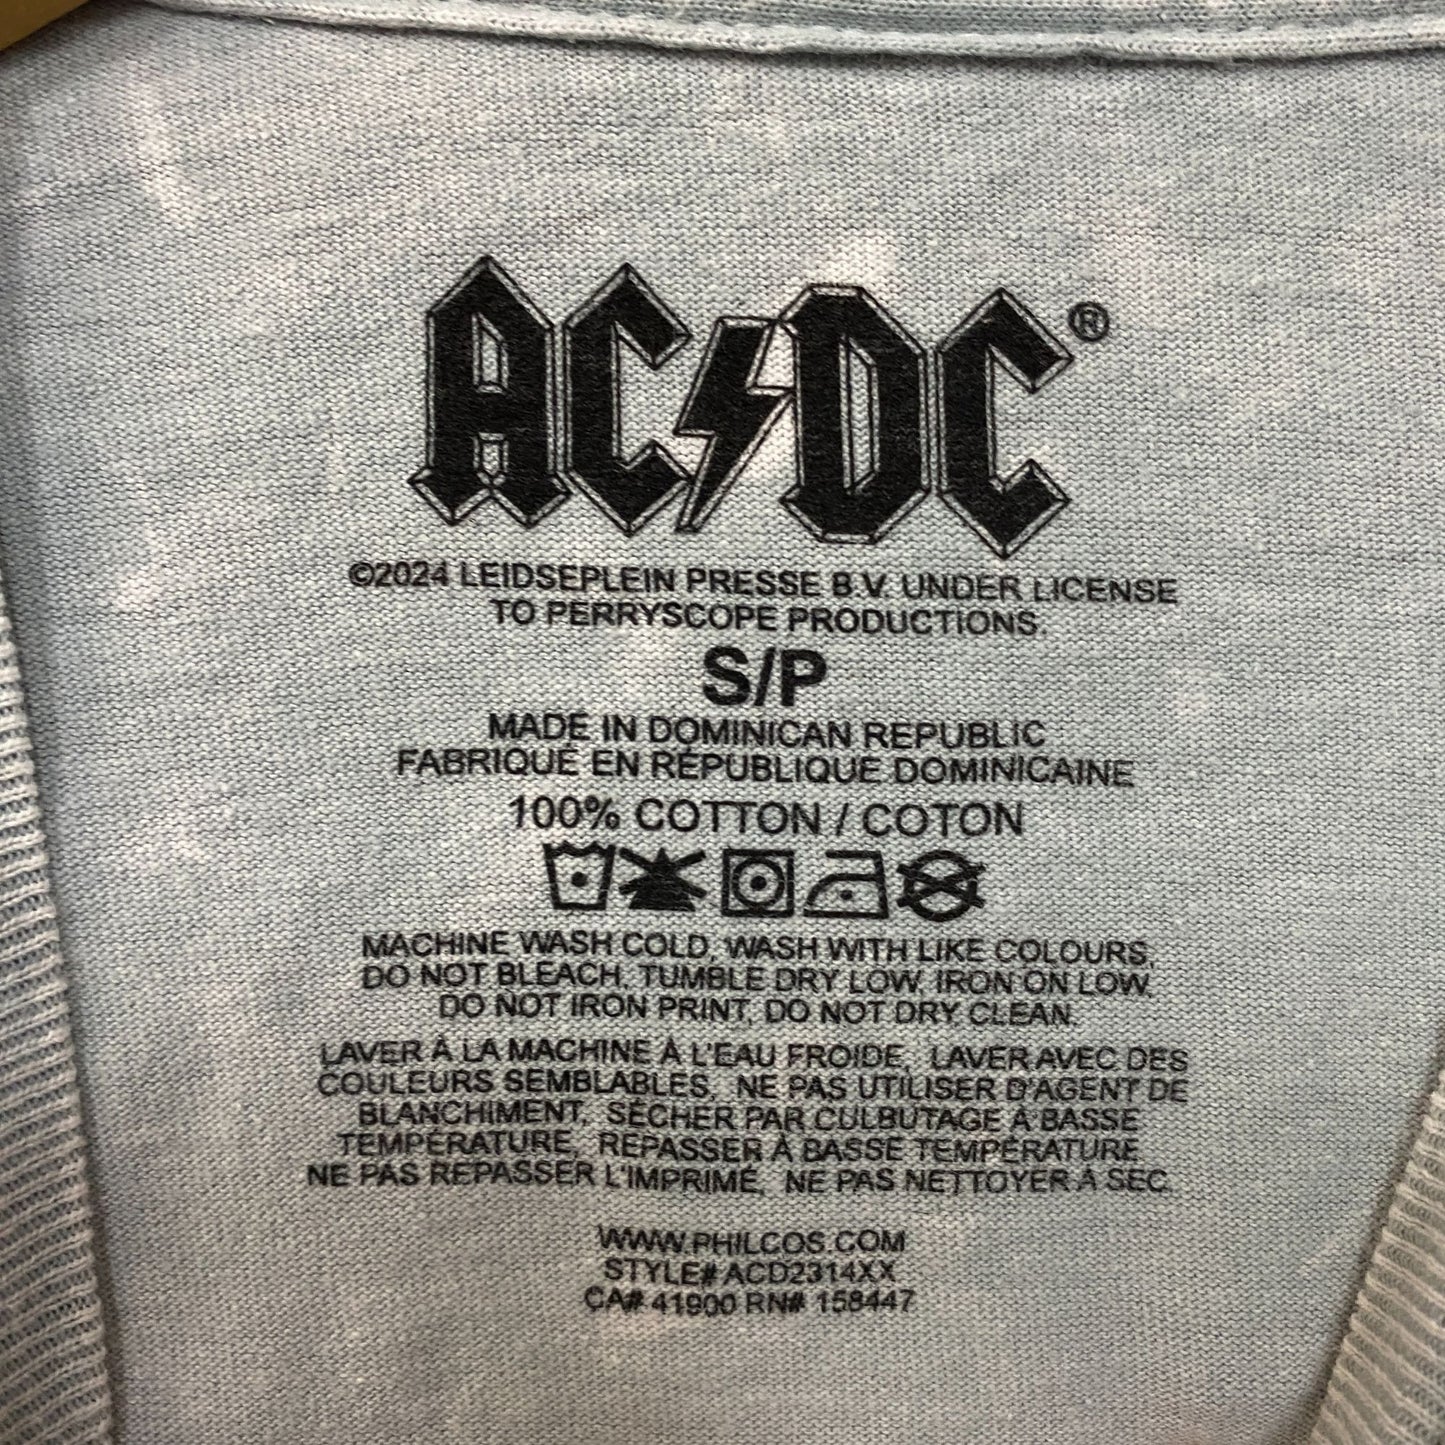 AC/DC®
©2024 LEIDSEPLEIN PRESSE B.V. UNDER LICENSE
TO PERRYSCOPE PRODUCTIONS.
S/P
MADE IN DOMINICAN REPUBLIC
FABRIQUÉ EN RÉPUBLIQUE DOMINICAINE
100% COTTON / COTON
MACHINE WASH COLD, WASH WITH LIKE COLOURS,
DO NOT BLEACH, TUMBLE DRY LOW, IRON ON LOW,
DO NOT IRON PRINT, DO NOT DRY CLEAN.
LAVER À LA MACHINE À L'EAU FROIDE, LAVER AVEC DES
COULEURS SEMBLABLES, NE PAS UTILISER D'AGENT DE
BLANCHIMENT, SÉCHER PAR CULBUTAGE À BASSE
TEMPÉRATURE, REPASSER À BASSE TEMPÉRATURE
NE PAS REPASSER L'IMPRIMÉ, NE PAS NETTOYER À SEC.
WWW.PHILCOS.COM
STYLE# ACD2314XX
CA# 41900 RN# 158447